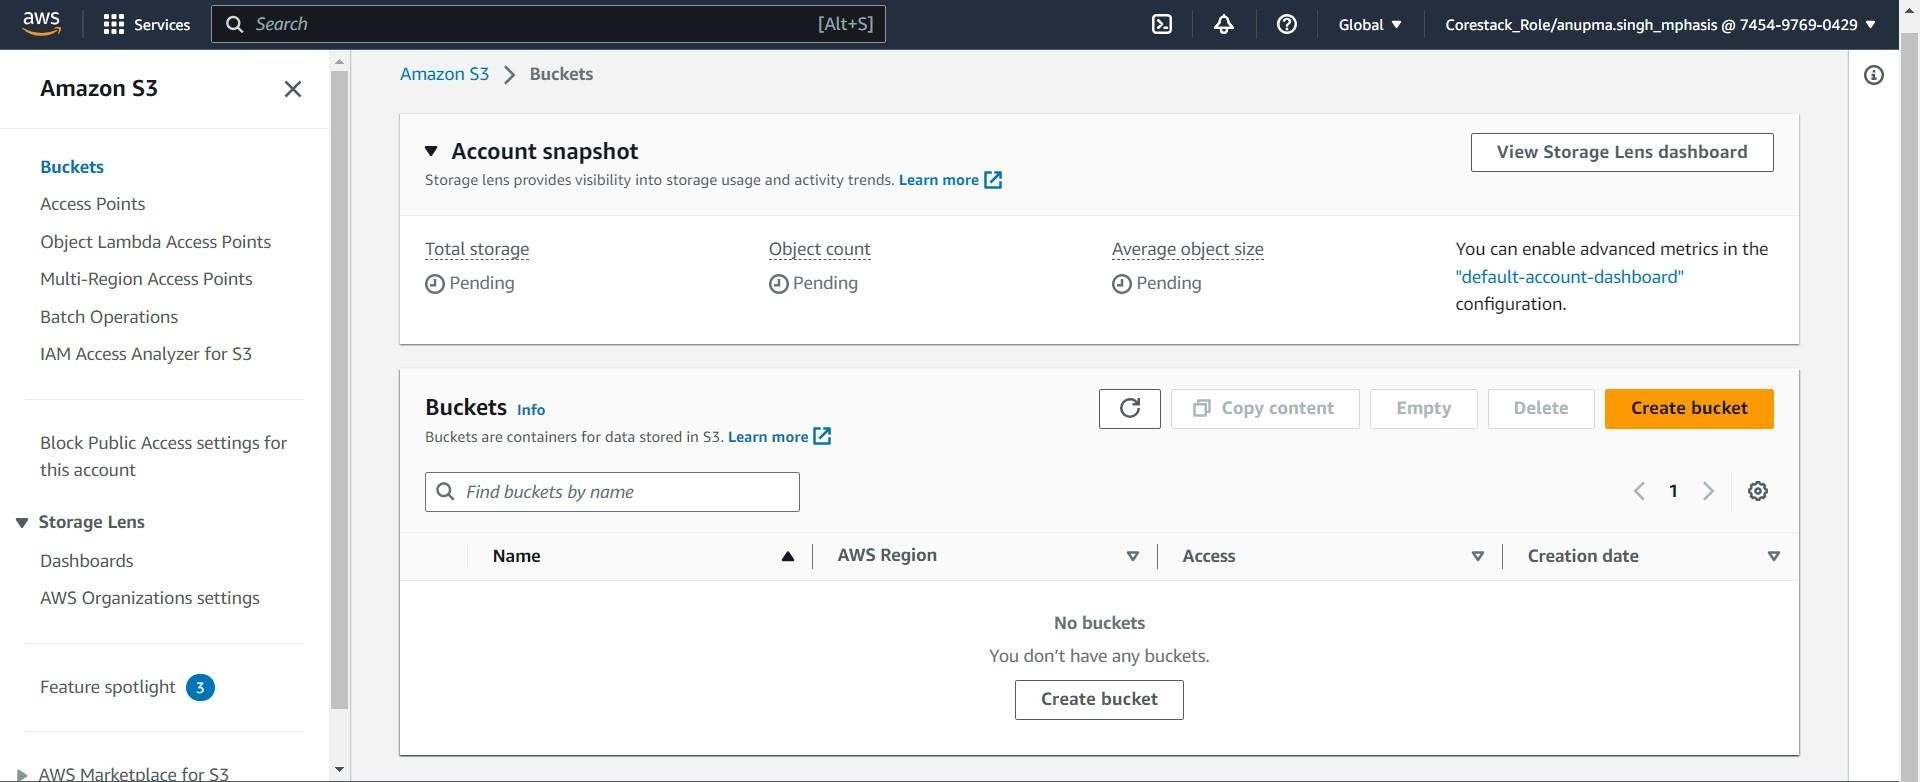 aws
Services
Search
[Alt+S]
Global
Corestack_Role/anupma.singh_mphasis @ 7454-9769-0429
Amazon S3
Buckets
Access Points
Object Lambda Access Points
Multi-Region Access Points
Batch Operations
IAM Access Analyzer for S3
Block Public Access settings for
this account
Storage Lens
Dashboards
AWS Organizations settings
Feature spotlight 3
AWS Marketplace for S3
Amazon S3 > Buckets
Account snapshot
View Storage Lens dashboard
Storage lens provides visibility into storage usage and activity trends. Learn more
Total storage
Pending
Object count
Pending
Average object size
Pending
You can enable advanced metrics in the
"default-account-dashboard"
configuration.
Buckets Info
Buckets are containers for data stored in S3. Learn more
Copy content
Empty
Delete
Create bucket
Find buckets by name
1
Name
AWS Region
Access
Creation date
No buckets
You don’t have any buckets.
Create bucket